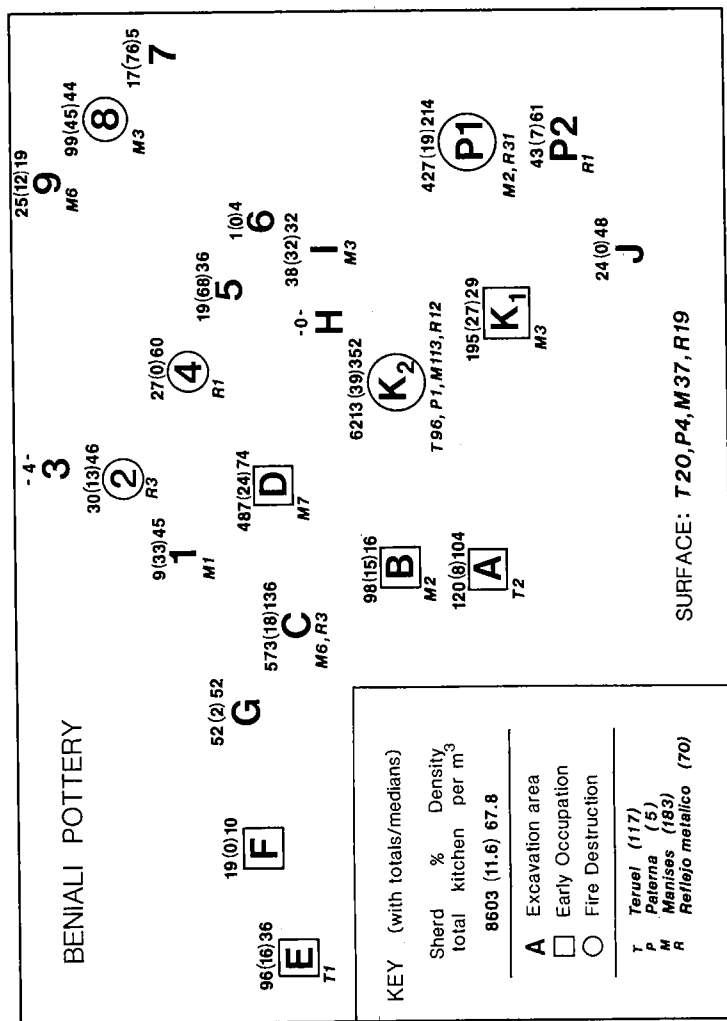 BENIALI POTTERY
25(12)19
9
M6
99(45)44
8
M3
17(76)5
7
- 4 -
3
30(13)46
2
R3
27(0)60
4
R1
19(68)36
5
1(0)4
6
9(33)45
1
M1
38(32)32
I
M3
-0-
H
487(24)74
D
M7
573(18)136
C
M6, R3
52(2)52
G
19(0)10
F
96(16)36
E
T1
6213(39)352
K2
T96, P1, M113, R12
427(19)214
P1
M2, R31
98(15)16
B
M2
195(27)29
K1
M3
43(7)61
P2
R1
120(8)104
A
T2
24(0)48
J
SURFACE: T20, P4, M37, R19
KEY (with totals/medians)
Sherd % Density
total kitchen per m3
8603 (11.6) 67.8
A Excavation area
Early Occupation
Fire Destruction
T Teruel (117)
P Paterna (5)
M Manises (183)
R Reflejo metalico (70)